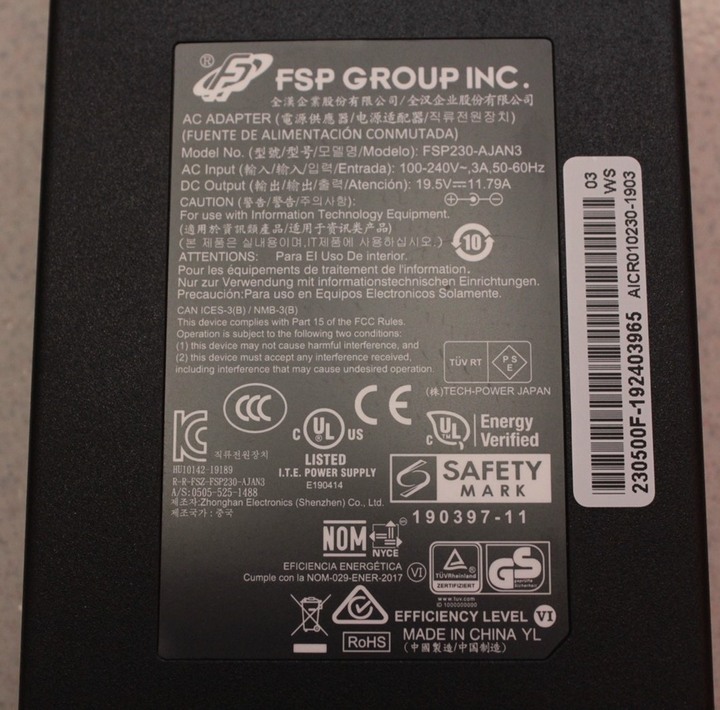 ® FSP GROUP INC.
全漢企業股份有限公司/全汉企业股份有限公司
AC ADAPTER (電源供應器/电源适配器/직류전원장치)
(FUENTE DE ALIMENTACIÓN CONMUTADA)
Model No. (型號/型号/모델명/Modelo): FSP230-AJAN3
AC Input (輸入/输入/입력/Entrada): 100-240V~,3A,50-60Hz
DC Output (輸出/输出/출력/Atención): 19.5V⎓11.79A
CAUTION (警告/警告/주의사항):
For use with Information Technology Equipment.
(適用於資訊類產品/适用于资讯类产品)
(본 제품은 실내용이며,IT제품에 사용하십시오.)
10
ATTENTIONS: Para El Uso De interior.
Pour les équipements de traitement de l'information.
Nur zur Verwendung mit informationstechnischen Einrichtungen.
Precaución:Para uso en Equipos Electronicos Solamente.
CAN ICES-3(B) / NMB-3(B)
This device complies with Part 15 of the FCC Rules.
Operation is subject to the following two conditions:
(1) this device may not cause harmful interference, and
(2) this device must accept any interference received,
including interference that may cause undesired operation.
TÜV RT
PSE
(株)TECH-POWER JAPAN
CCC
CE
c UL US
LISTED
I.T.E. POWER SUPPLY
E190414
c UL Energy
Verified
KC
직류전원장치
HU10142-19189
R-R-FSZ-FSP230-AJAN3
A/S:0505-525-1488
제조자:Zhonghan Electronics (Shenzhen) Co., Ltd.
제조국가: 중국
S SAFETY
MARK
190397-11
NOM
NYCE
EFICIENCIA ENERGÉTICA
Cumple con la NOM-029-ENER-2017
VI
TÜVRheinland
ZERTIFIZIERT
GS
geprüfte
Sicherheit
www.tuv.com
ID 1000000000
RoHS
EFFICIENCY LEVEL VI
MADE IN CHINA YL
(中國製造/中国制造)
230500F-192403965
AICR010230-1903
03
WS